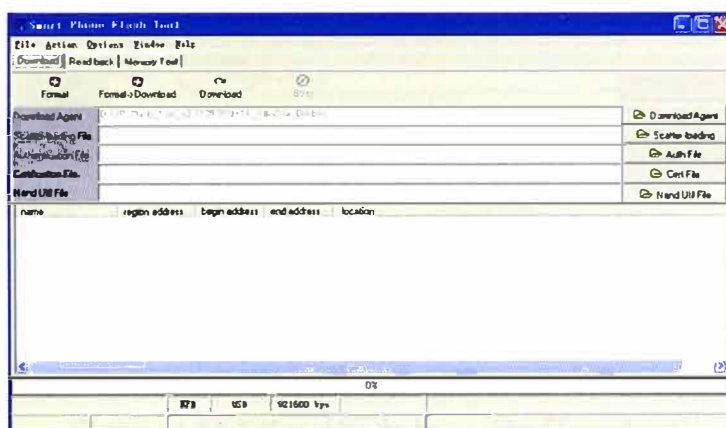 Smart Phone Flash Tool
File Action Options Window Help
Download Read back Memory Test
Format Format->Download Download Stop
Download Agent Download Agent
Scatter-loading File Scatter-loading
Authentication File Auth File
Certification File Cert File
Nand Util File Nand Util File
name region address begin address end address location
0%
USB 921600 bps